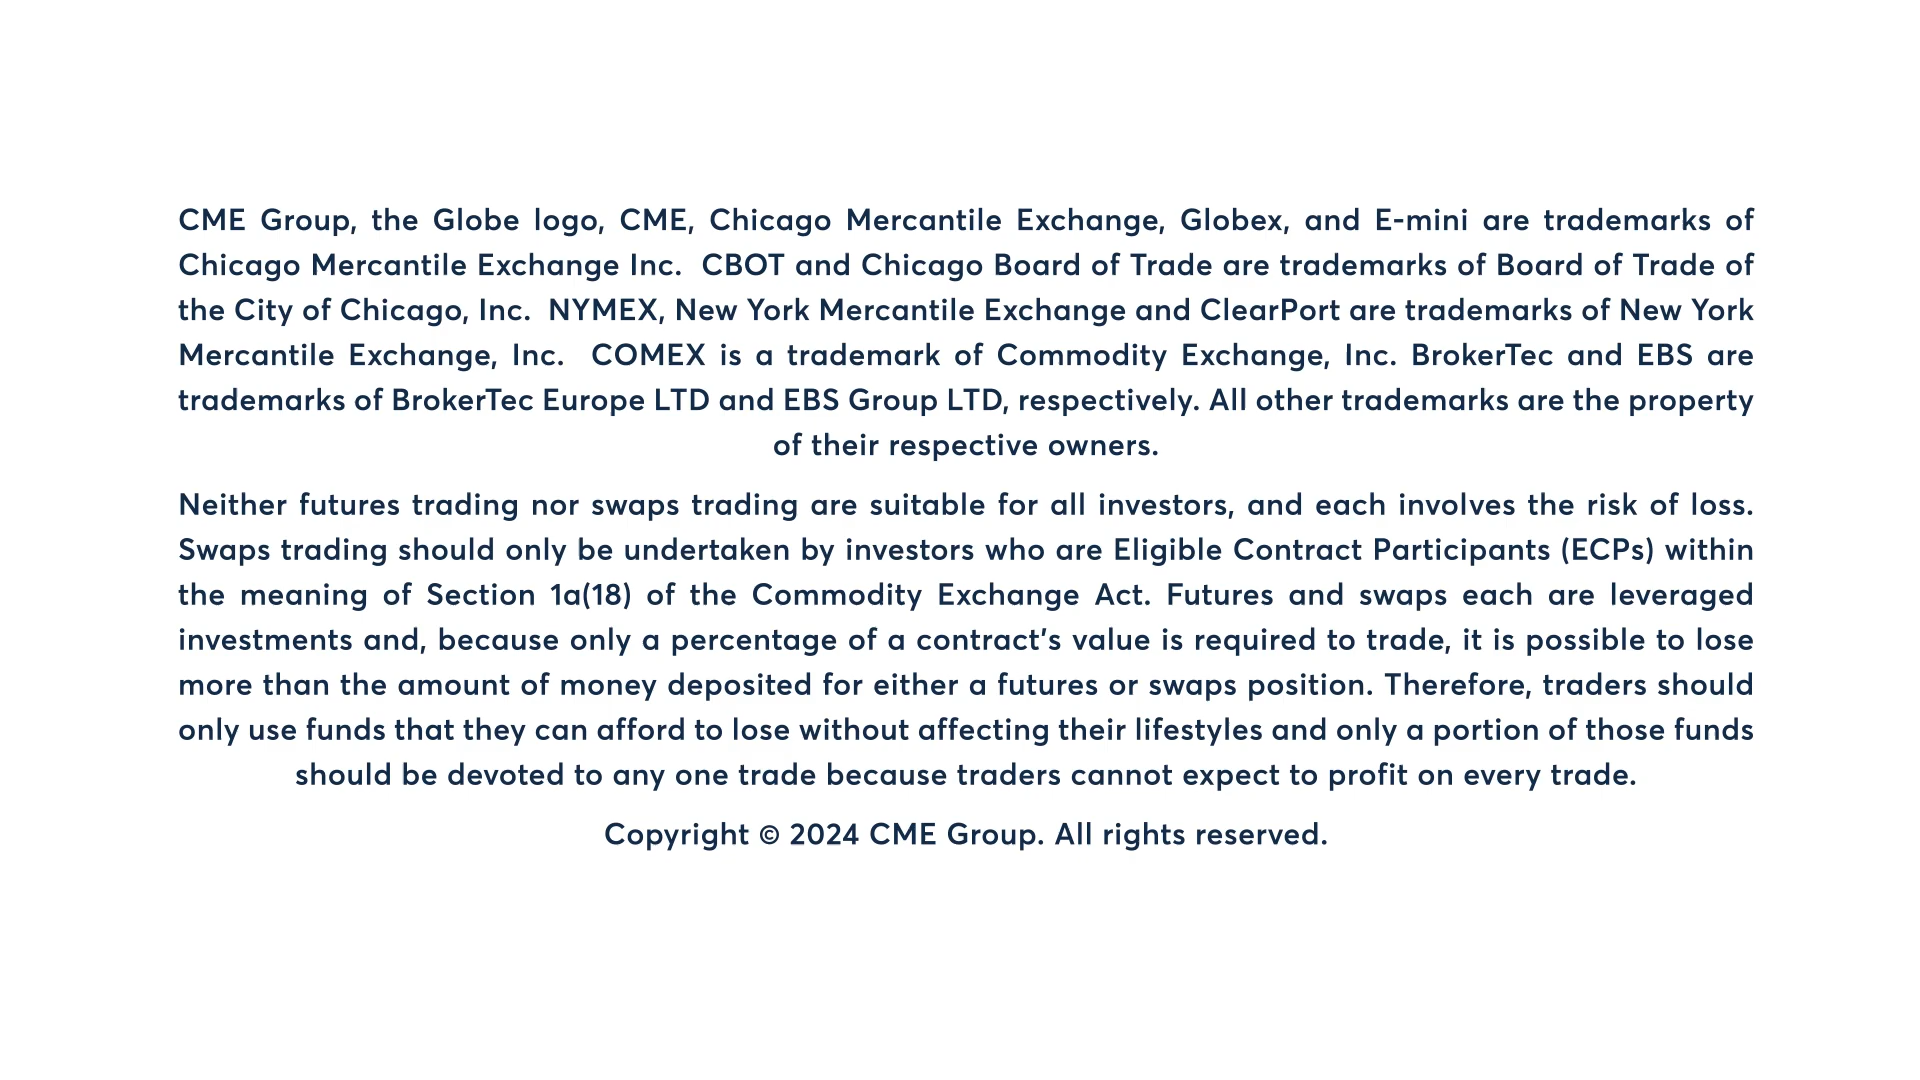 CME Group, the Globe logo, CME, Chicago Mercantile Exchange, Globex, and E-mini are trademarks of
Chicago Mercantile Exchange Inc.  CBOT and Chicago Board of Trade are trademarks of Board of Trade of
the City of Chicago, Inc.  NYMEX, New York Mercantile Exchange and ClearPort are trademarks of New York
Mercantile Exchange, Inc.  COMEX is a trademark of Commodity Exchange, Inc. BrokerTec and EBS are
trademarks of BrokerTec Europe LTD and EBS Group LTD, respectively. All other trademarks are the property
of their respective owners.
Neither futures trading nor swaps trading are suitable for all investors, and each involves the risk of loss.
Swaps trading should only be undertaken by investors who are Eligible Contract Participants (ECPs) within
the meaning of Section 1a(18) of the Commodity Exchange Act. Futures and swaps each are leveraged
investments and, because only a percentage of a contract's value is required to trade, it is possible to lose
more than the amount of money deposited for either a futures or swaps position. Therefore, traders should
only use funds that they can afford to lose without affecting their lifestyles and only a portion of those funds
should be devoted to any one trade because traders cannot expect to profit on every trade.
Copyright © 2024 CME Group. All rights reserved.